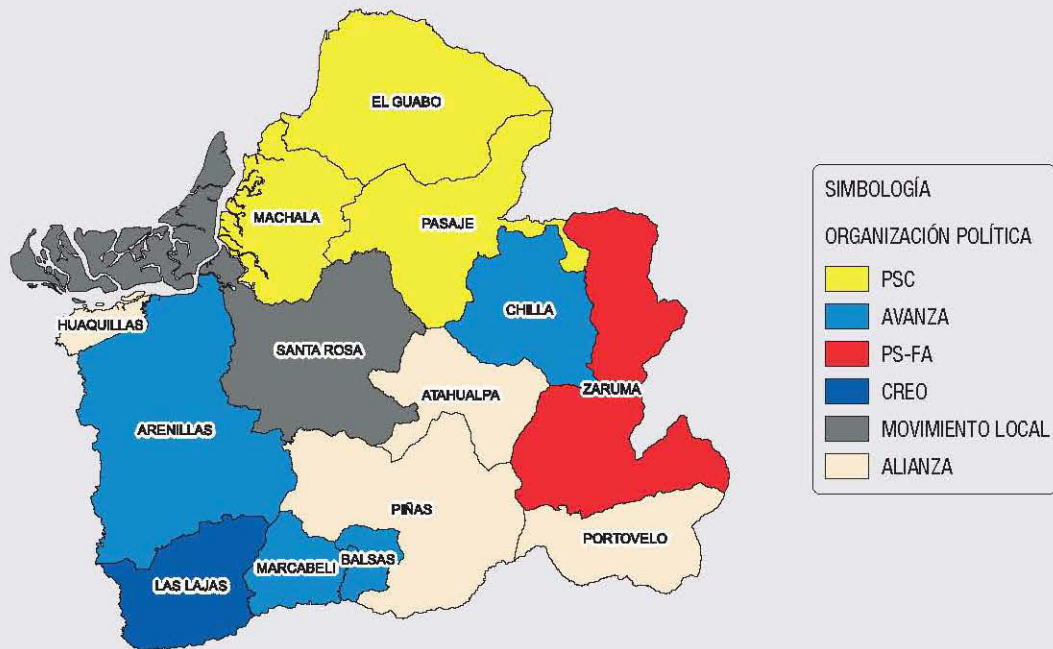 EL GUABO
MACHALA
PASAJE
HUAQUILLAS
CHILLA
SANTA ROSA
ATAHUALPA
ZARUMA
ARENILLAS
PIÑAS
PORTOVELO
MARCABELI
BALSAS
LAS LAJAS
SIMBOLOGÍA
ORGANIZACIÓN POLÍTICA
PSC
AVANZA
PS-FA
CREO
MOVIMIENTO LOCAL
ALIANZA